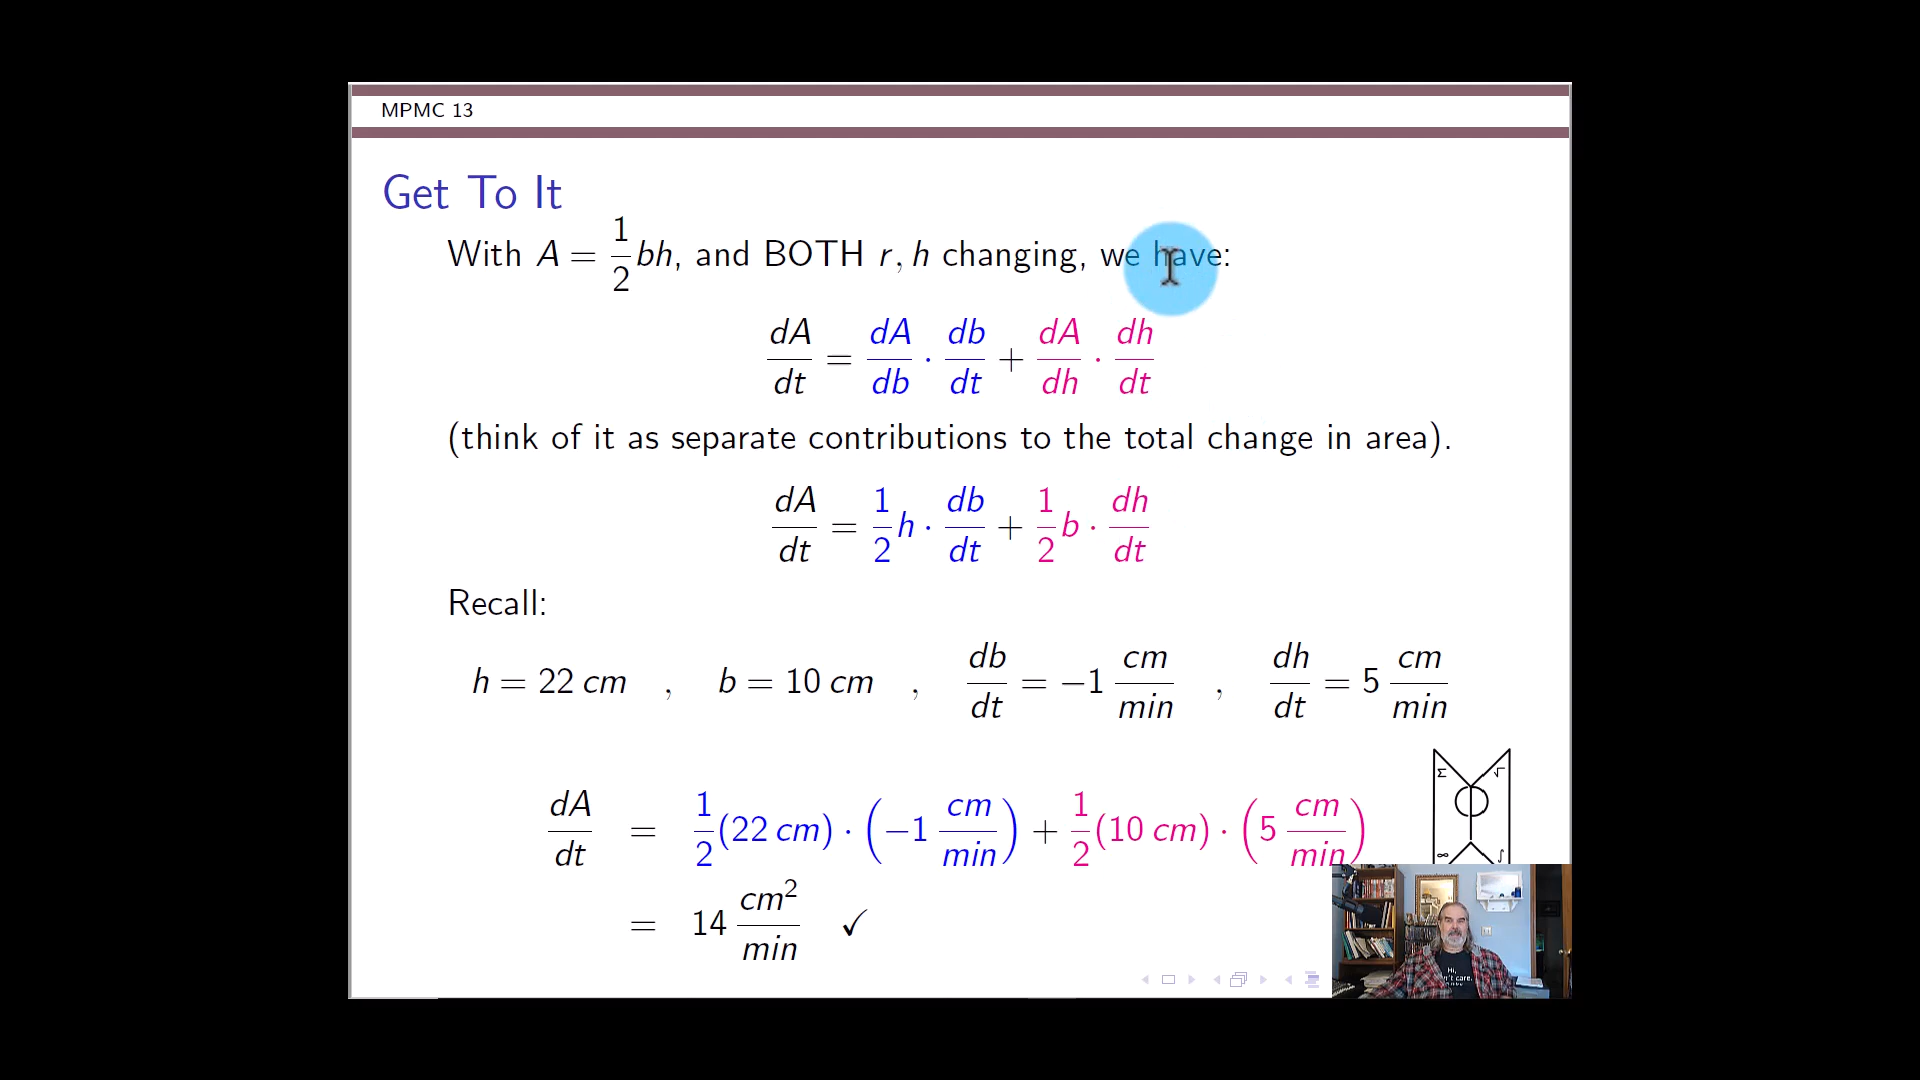 MPMC 13
Get To It
With A = 1/2 bh, and BOTH r, h changing, we have:
dA/dt = dA/db · db/dt + dA/dh · dh/dt
(think of it as separate contributions to the total change in area).
dA/dt = 1/2 h · db/dt + 1/2 b · dh/dt
Recall:
h = 22 cm , b = 10 cm , db/dt = −1 cm/min , dh/dt = 5 cm/min
dA/dt = 1/2 (22 cm) · (−1 cm/min) + 1/2 (10 cm) · (5 cm/min)
= 14 cm²/min ✓
Σ √
∞ ∫
Hi,
n't care.